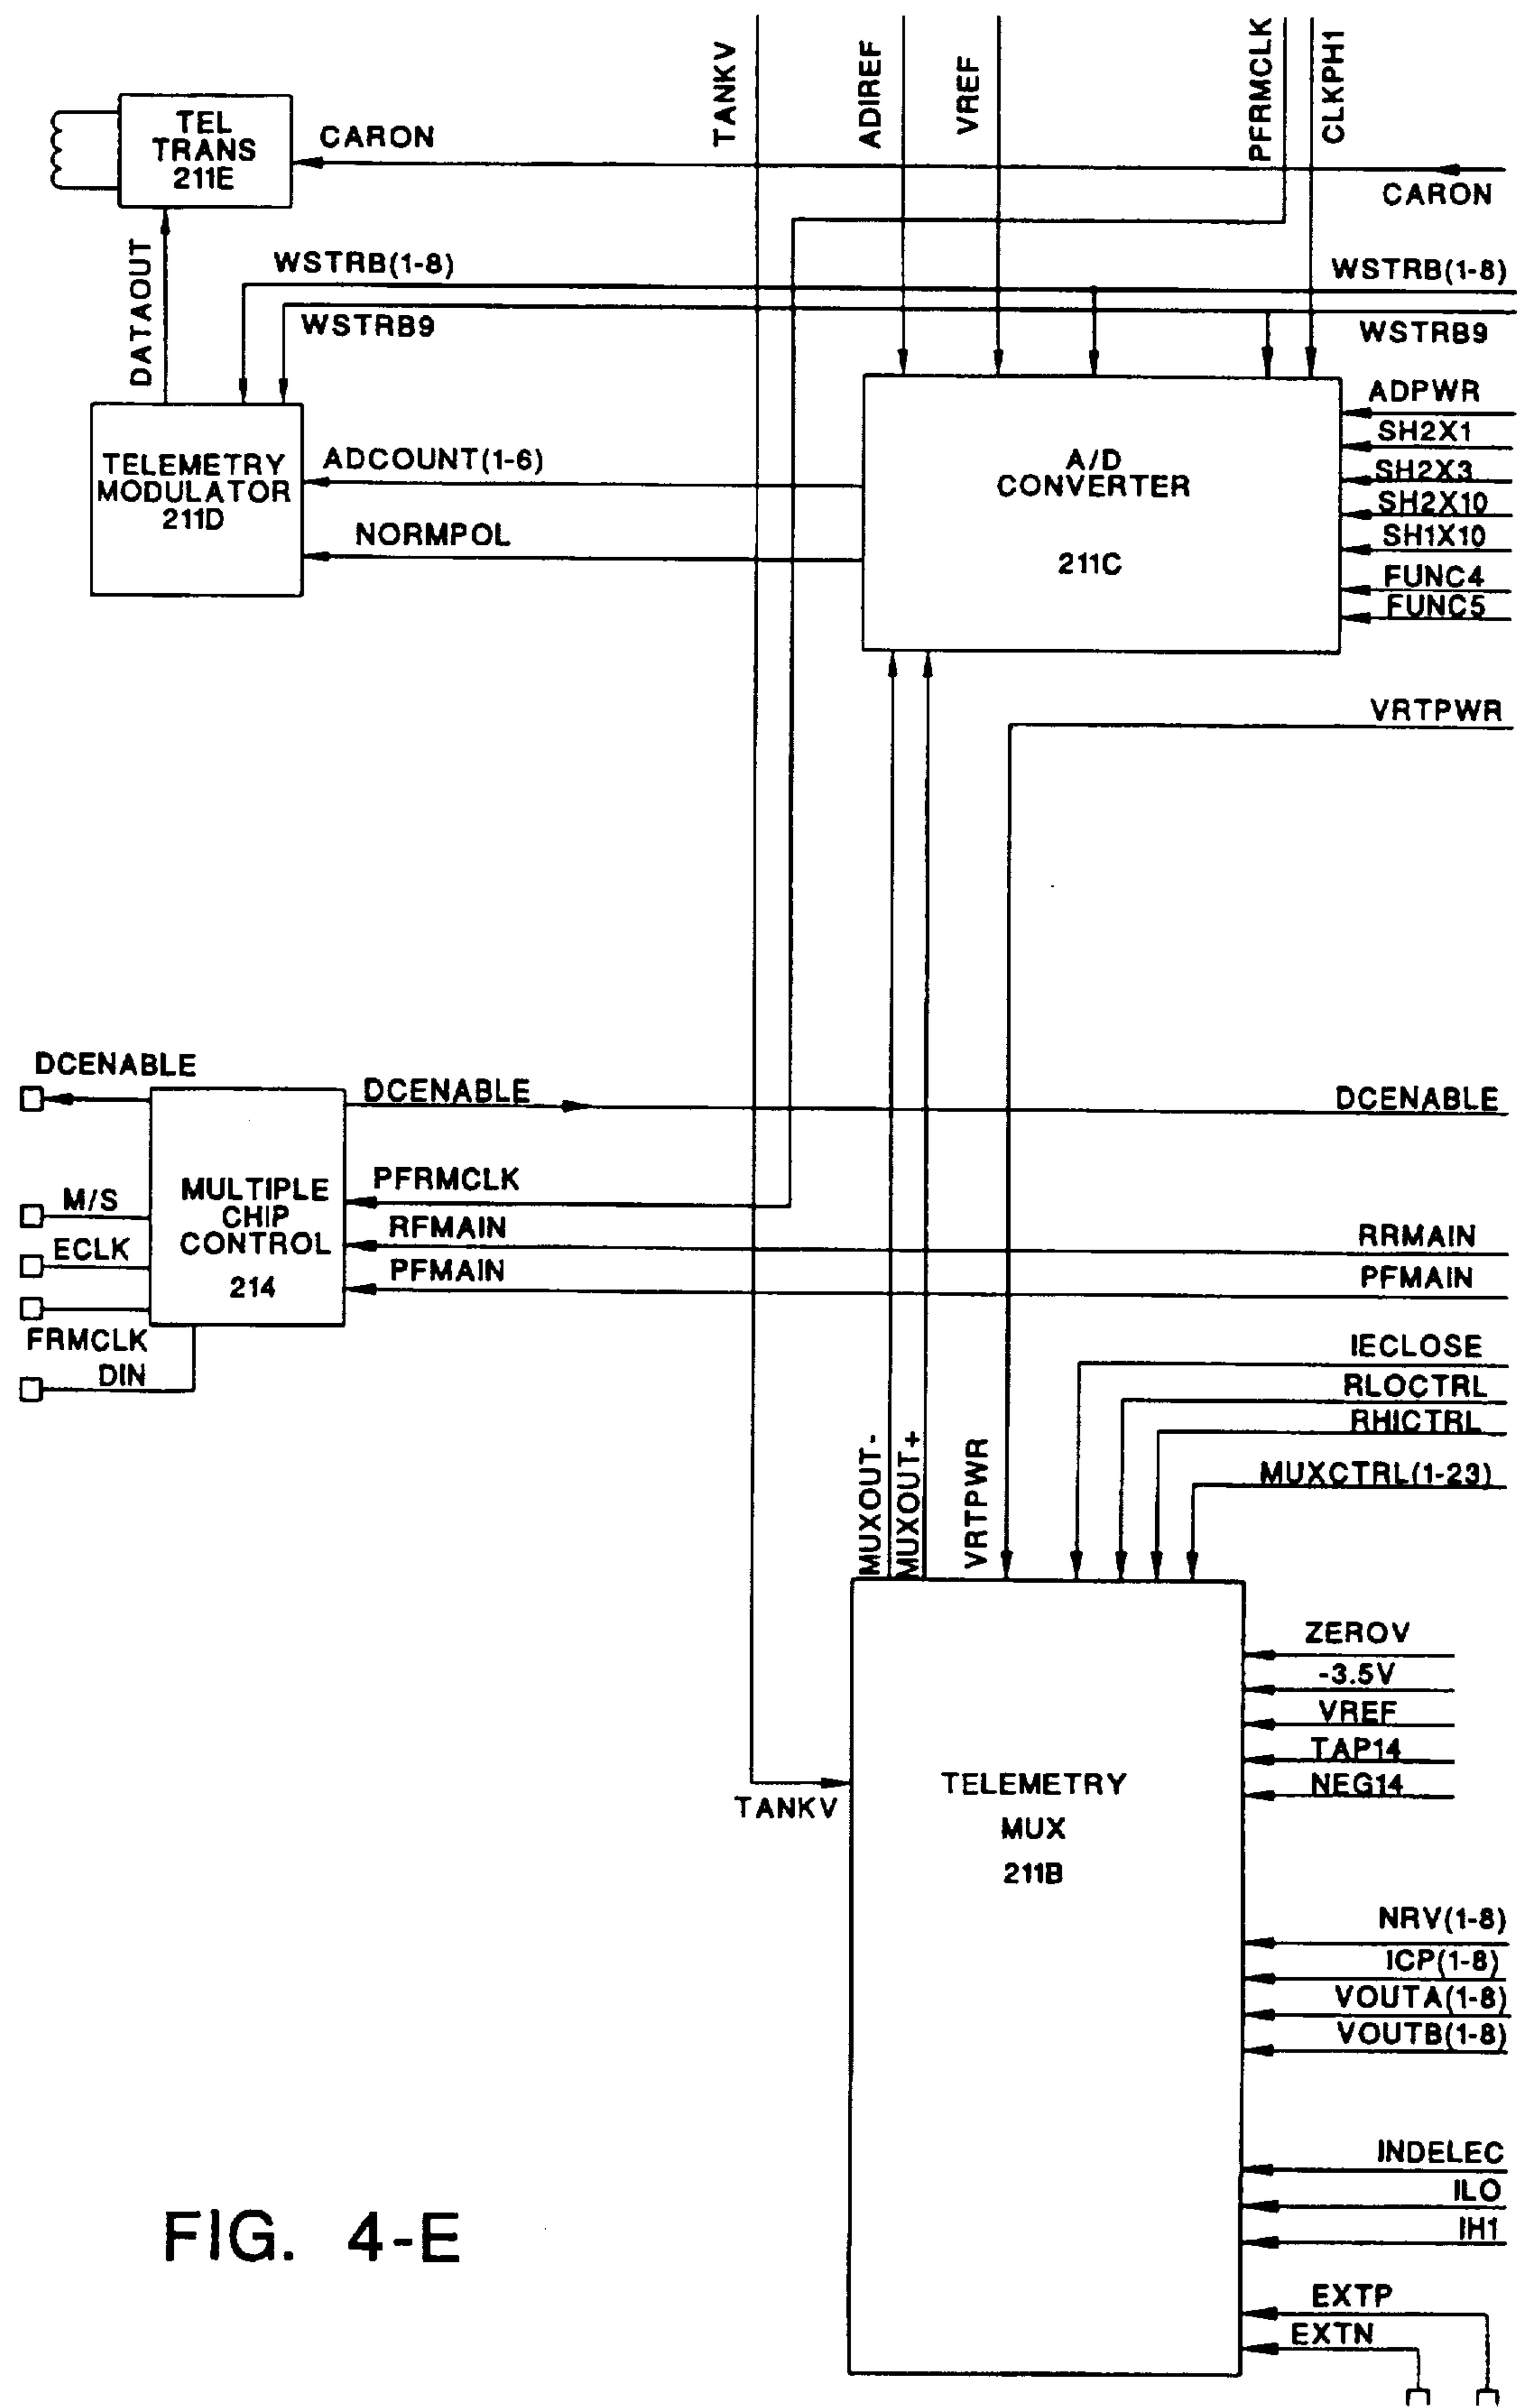 TANKV
ADIREF
VREF
PFRMCLK
CLKPH1
TEL
TRANS
211E
CARON
CARON
DATAOUT
WSTRB(1-8)
WSTRB(1-8)
WSTRB9
WSTRB9
TELEMETRY
MODULATOR
211D
ADCOUNT(1-6)
NORMPOL
A/D
CONVERTER
211C
ADPWR
SH2X1
SH2X3
SH2X10
SH1X10
FUNC4
FUNC5
VRTPWR
DCENABLE
DCENABLE
DCENABLE
M/S
ECLK
FRMCLK
DIN
MULTIPLE
CHIP
CONTROL
214
PFRMCLK
RFMAIN
PFMAIN
RRMAIN
PFMAIN
IECLOSE
RLOCTRL
RHICTRL
MUXCTRL(1-23)
MUXOUT-
MUXOUT+
VRTPWR
TANKV
TELEMETRY
MUX
211B
ZEROV
-3.5V
VREF
TAP14
NEG14
NRV(1-8)
ICP(1-8)
VOUTA(1-8)
VOUTB(1-8)
INDELEC
ILO
IH1
EXTP
EXTN
FIG. 4-E